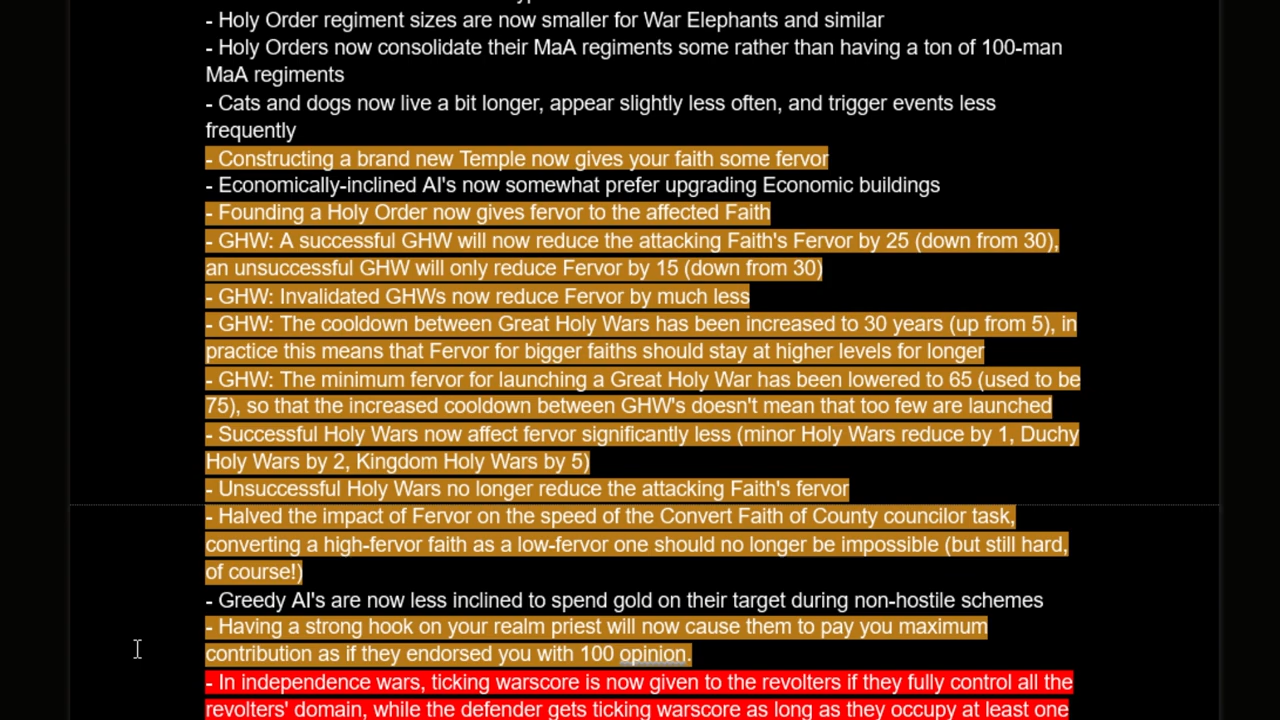 - Holy Order regiment sizes are now smaller for War Elephants and similar
- Holy Orders now consolidate their MaA regiments some rather than having a ton of 100-man
MaA regiments
- Cats and dogs now live a bit longer, appear slightly less often, and trigger events less
frequently
- Constructing a brand new Temple now gives your faith some fervor
- Economically-inclined AI's now somewhat prefer upgrading Economic buildings
- Founding a Holy Order now gives fervor to the affected Faith
- GHW: A successful GHW will now reduce the attacking Faith's Fervor by 25 (down from 30),
an unsuccessful GHW will only reduce Fervor by 15 (down from 30)
- GHW: Invalidated GHWs now reduce Fervor by much less
- GHW: The cooldown between Great Holy Wars has been increased to 30 years (up from 5), in
practice this means that Fervor for bigger faiths should stay at higher levels for longer
- GHW: The minimum fervor for launching a Great Holy War has been lowered to 65 (used to be
75), so that the increased cooldown between GHW's doesn't mean that too few are launched
- Successful Holy Wars now affect fervor significantly less (minor Holy Wars reduce by 1, Duchy
Holy Wars by 2, Kingdom Holy Wars by 5)
- Unsuccessful Holy Wars no longer reduce the attacking Faith's fervor
- Halved the impact of Fervor on the speed of the Convert Faith of County councilor task,
converting a high-fervor faith as a low-fervor one should no longer be impossible (but still hard,
of course!)
- Greedy AI's are now less inclined to spend gold on their target during non-hostile schemes
- Having a strong hook on your realm priest will now cause them to pay you maximum
contribution as if they endorsed you with 100 opinion.
- In independence wars, ticking warscore is now given to the revolters if they fully control all the
revolters' domain, while the defender gets ticking warscore as long as they occupy at least one